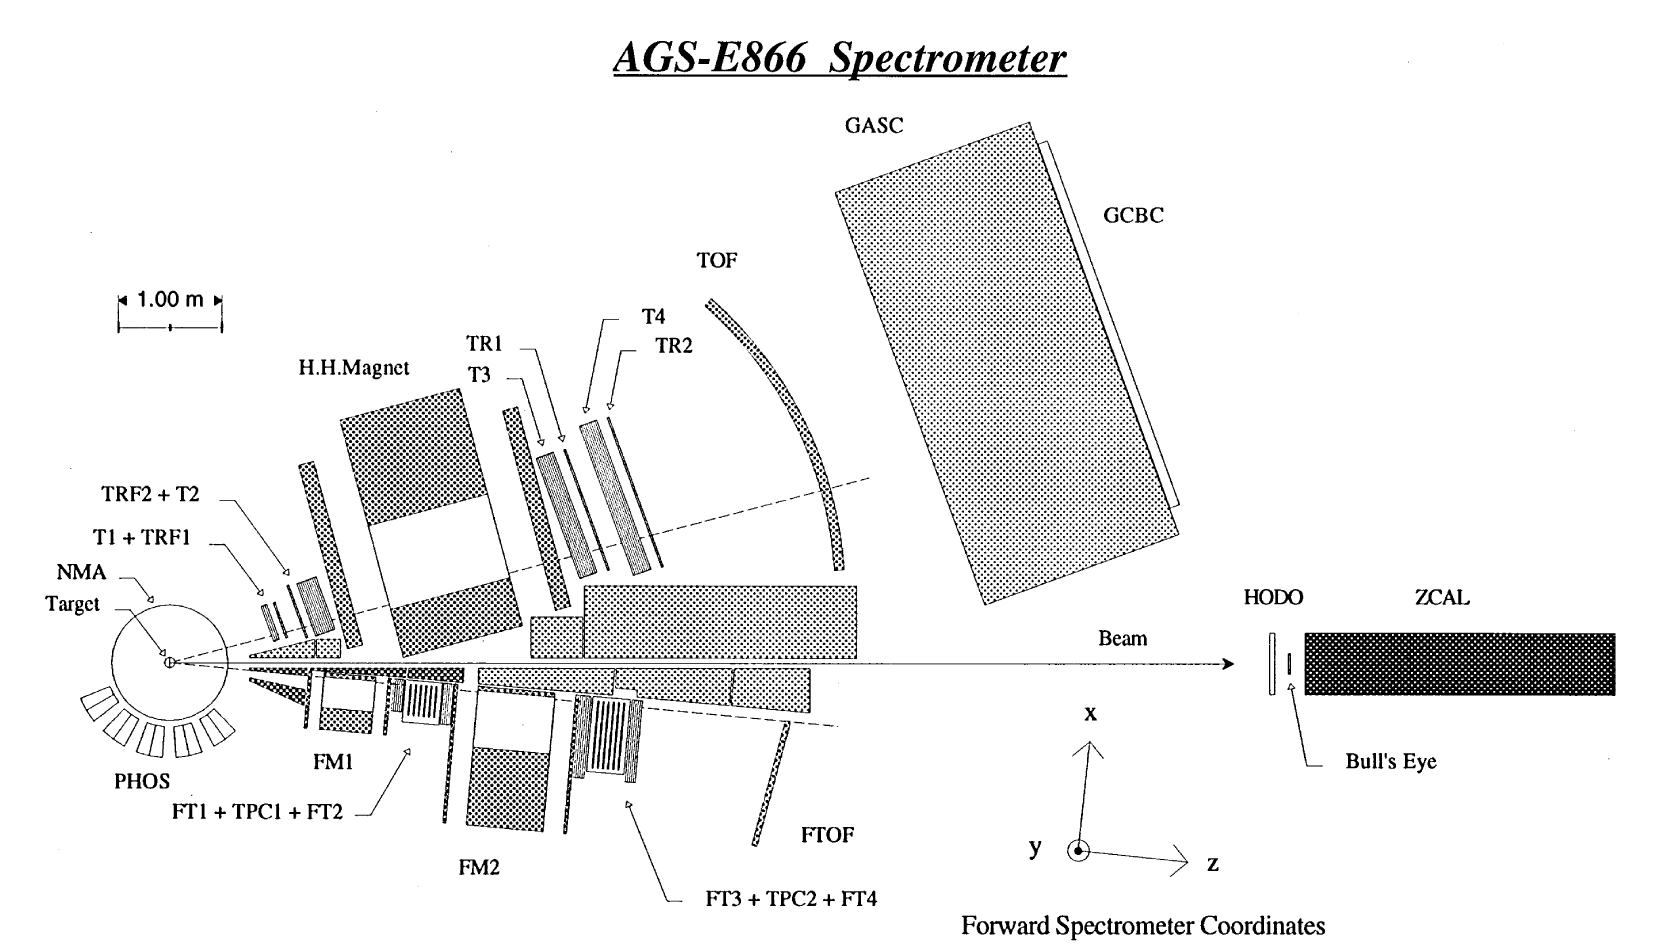 AGS-E866 Spectrometer
GASC
GCBC
TOF
1.00 m
T4
TR1
TR2
H.H.Magnet
T3
TRF2 + T2
T1 + TRF1
NMA
Target
HODO
ZCAL
Beam
x
FM1
Bull's Eye
PHOS
FT1 + TPC1 + FT2
FTOF
y
z
FM2
FT3 + TPC2 + FT4
Forward Spectrometer Coordinates